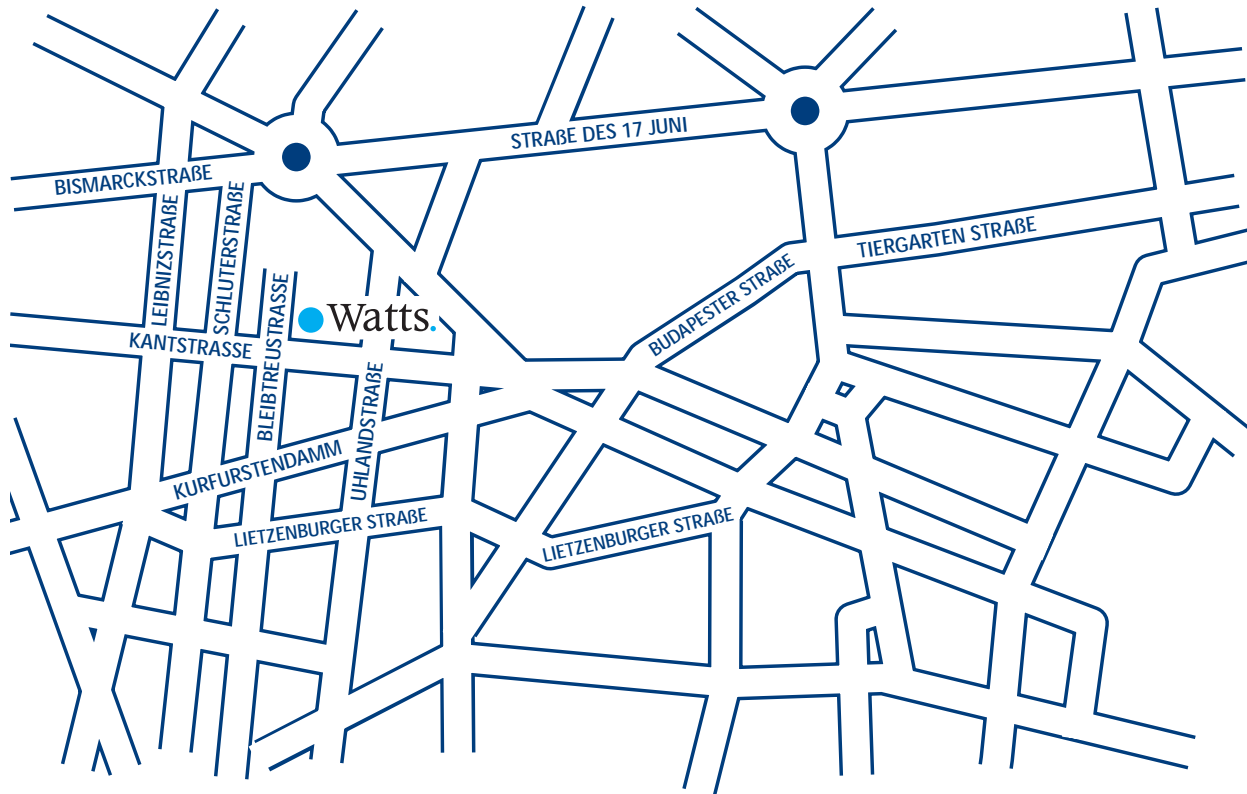 STRAßE DES 17 JUNI
BISMARCKSTRAßE
LEIBNIZSTRAßE
SCHLUTERSTRAßE
TIERGARTEN STRAßE
BUDAPESTER STRAßE
BLEIBTREUSTRASSE
Watts.
KANTSTRASSE
UHLANDSTRAßE
KURFURSTENDAMM
LIETZENBURGER STRAßE
LIETZENBURGER STRAßE